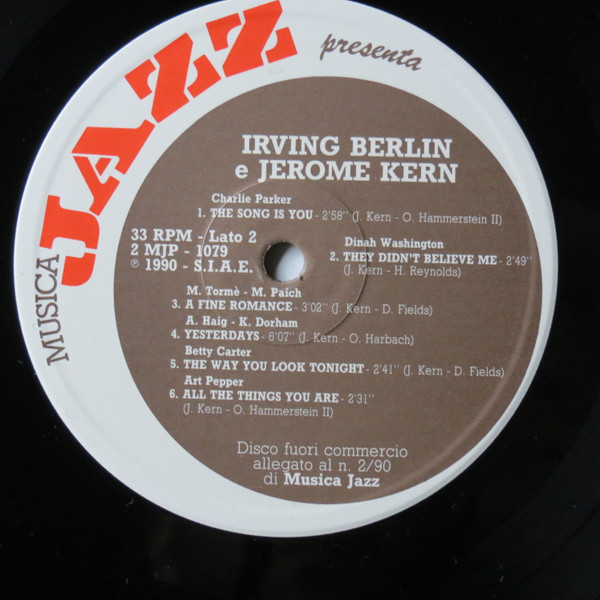 MUSICA
JAZZ
presenta
IRVING BERLIN
e JEROME KERN
Charlie Parker
1. THE SONG IS YOU - 2'58" (J. Kern - O. Hammerstein II)
33 RPM - Lato 2
2 MJP - 1079
℗ 1990 - S.I.A.E.
Dinah Washington
2. THEY DIDN'T BELIEVE ME - 2'49"
(J. Kern - H. Reynolds)
M. Tormè - M. Paich
3. A FINE ROMANCE - 3'02" (J. Kern - D. Fields)
A. Haig - K. Dorham
4. YESTERDAYS - 6'07" (J. Kern - O. Harbach)
Betty Carter
5. THE WAY YOU LOOK TONIGHT - 2'41" (J. Kern - D. Fields)
Art Pepper
6. ALL THE THINGS YOU ARE - 2'31"
(J. Kern - O. Hammerstein II)
Disco fuori commercio
allegato al n. 2/90
di Musica Jazz